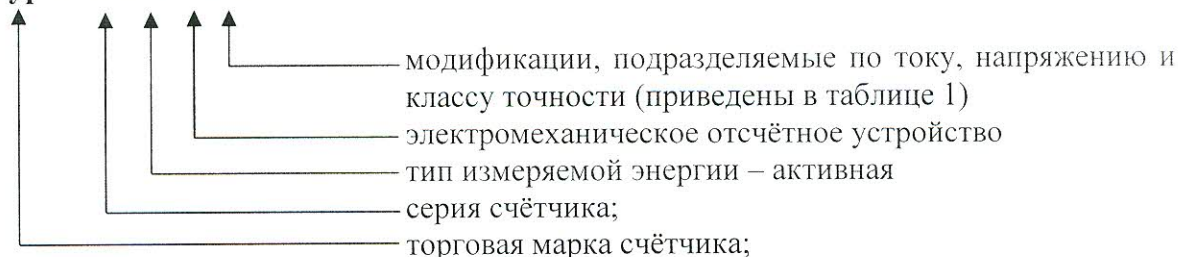 модификации, подразделяемые по току, напряжению и
классу точности (приведены в таблице 1)
электромеханическое отсчётное устройство
тип измеряемой энергии – активная
серия счётчика;
торговая марка счётчика;